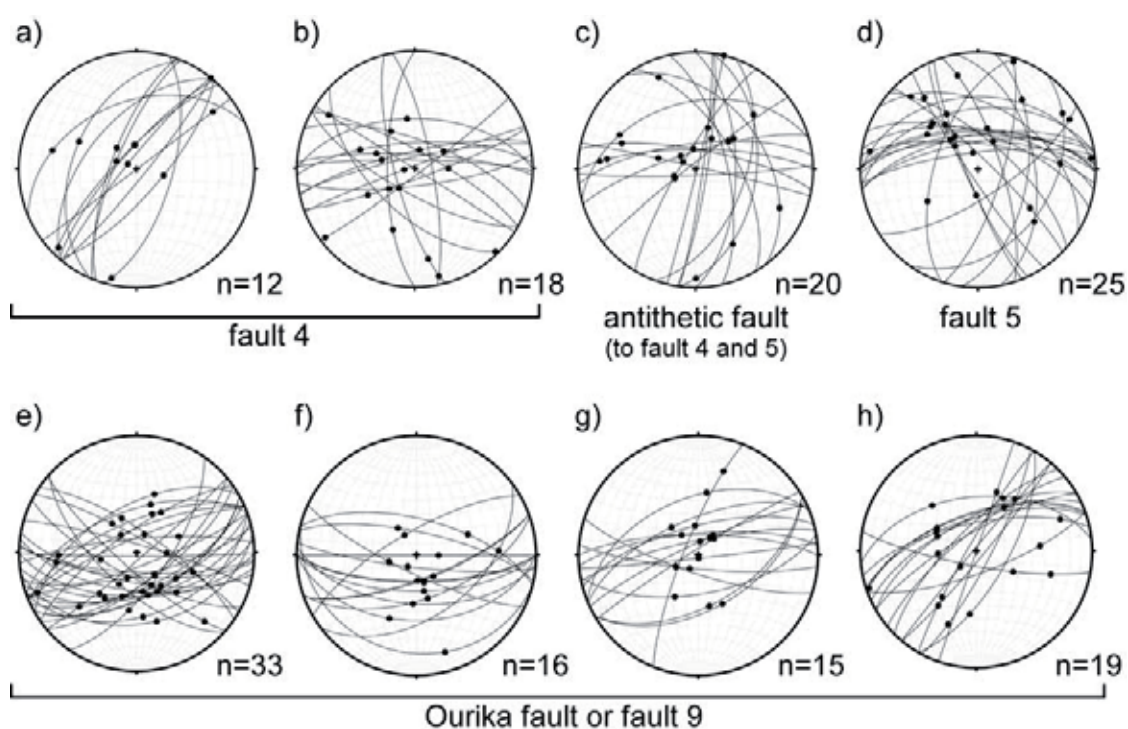 a)
b)
c)
d)
n=12
n=18
n=20
n=25
fault 4
antithetic fault
(to fault 4 and 5)
fault 5
e)
f)
g)
h)
n=33
n=16
n=15
n=19
Ourika fault or fault 9